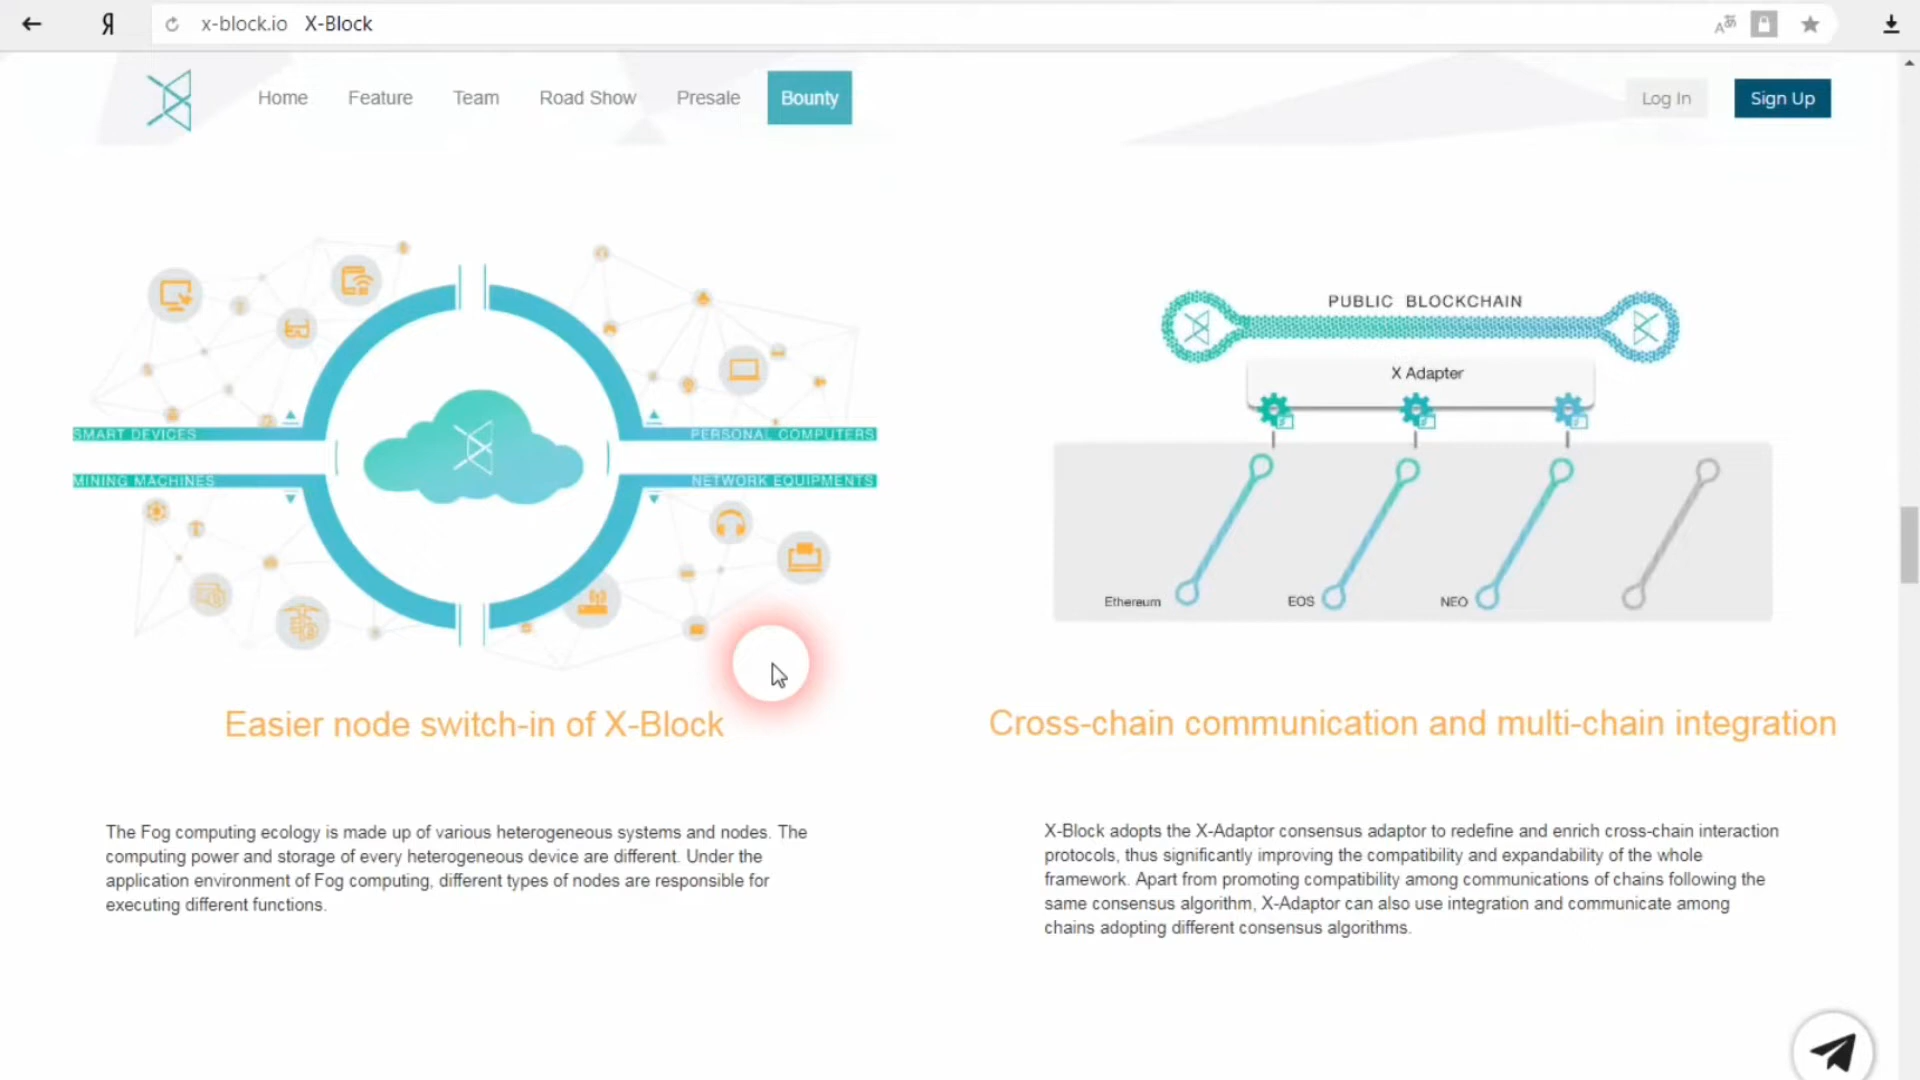 Я x-block.io X-Block
Home Feature Team Road Show Presale Bounty Log In Sign Up
SMART DEVICES PERSONAL COMPUTERS
MINING MACHINES NETWORK EQUIPMENTS
PUBLIC BLOCKCHAIN
X Adapter
Ethereum EOS NEO
Easier node switch-in of X-Block
The Fog computing ecology is made up of various heterogeneous systems and nodes. The
computing power and storage of every heterogeneous device are different. Under the
application environment of Fog computing, different types of nodes are responsible for
executing different functions.
Cross-chain communication and multi-chain integration
X-Block adopts the X-Adaptor consensus adaptor to redefine and enrich cross-chain interaction
protocols, thus significantly improving the compatibility and expandability of the whole
framework. Apart from promoting compatibility among communications of chains following the
same consensus algorithm, X-Adaptor can also use integration and communicate among
chains adopting different consensus algorithms.